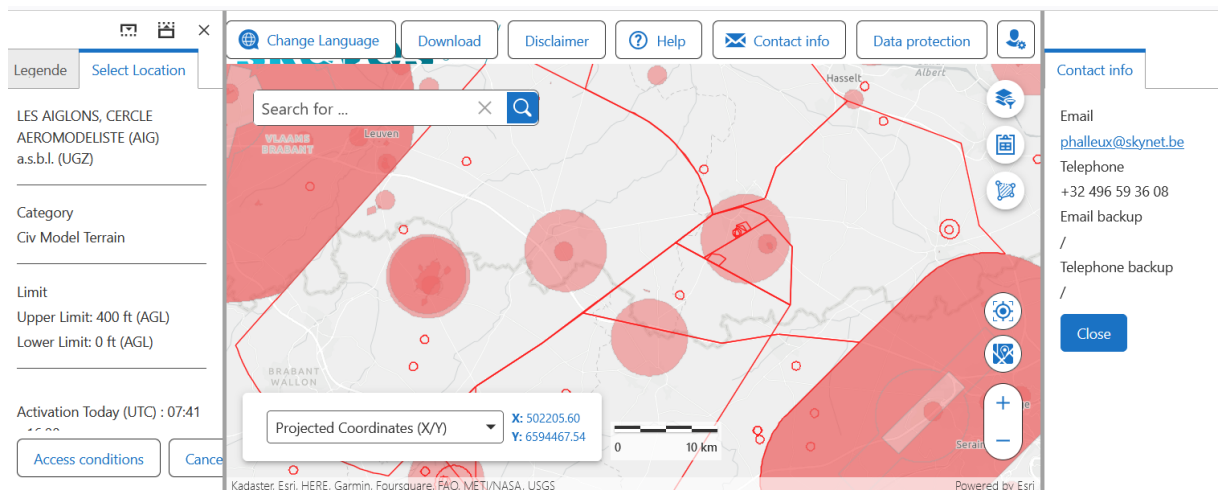 Change Language
Download
Disclaimer
Help
Contact info
Data protection
Legende
Select Location
LES AIGLONS, CERCLE
AEROMODELISTE (AIG)
a.s.b.l. (UGZ)
Category
Civ Model Terrain
Limit
Upper Limit: 400 ft (AGL)
Lower Limit: 0 ft (AGL)
Activation Today (UTC) : 07:41
Access conditions
Cance
Search for ...
Hasselt
Albert
Leuven
VLAAMS
BRABANT
BRABANT
WALLON
Serain
Projected Coordinates (X/Y)
X: 502205.60
Y: 6594467.54
0 10 km
Kadaster, Esri, HERE, Garmin, Foursquare, FAO, METI/NASA, USGS
Powered by Esri
Contact info
Email
phalleux@skynet.be
Telephone
+32 496 59 36 08
Email backup
/
Telephone backup
/
Close